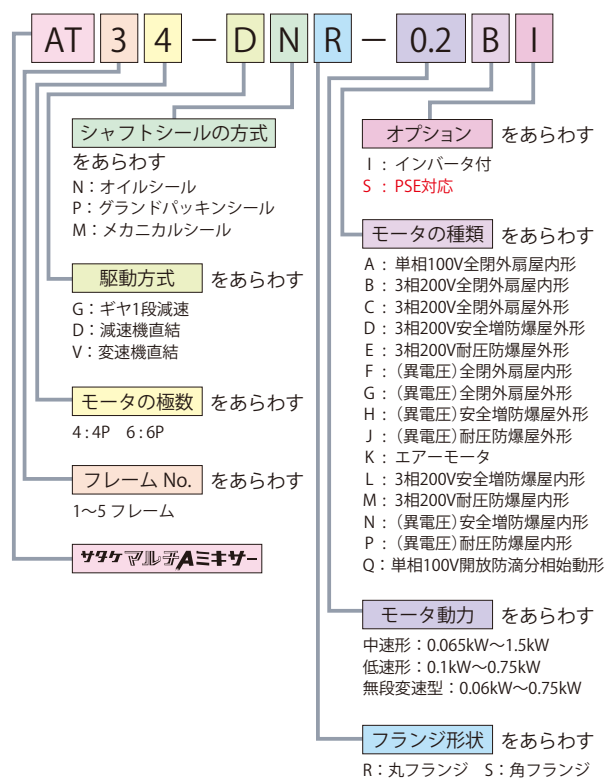 AT 3 4 － D N R － 0.2 B I
シャフトシールの方式
をあらわす
N：オイルシール
P：グランドパッキンシール
M：メカニカルシール
駆動方式 をあらわす
G：ギヤ1段減速
D：減速機直結
V：変速機直結
モータの極数 をあらわす
4：4P 6：6P
フレーム No. をあらわす
1～5 フレーム
サタケマルチAミキサー
オプション をあらわす
I：インバータ付
S：PSE対応
モータの種類 をあらわす
A：単相100V全閉外扇屋内形
B：3相200V全閉外扇屋内形
C：3相200V全閉外扇屋外形
D：3相200V安全増防爆屋外形
E：3相200V耐圧防爆屋外形
F：（異電圧）全閉外扇屋内形
G：（異電圧）全閉外扇屋外形
H：（異電圧）安全増防爆屋外形
J：（異電圧）耐圧防爆屋外形
K：エアーモータ
L：3相200V安全増防爆屋内形
M：3相200V耐圧防爆屋内形
N：（異電圧）安全増防爆屋内形
P：（異電圧）耐圧防爆屋内形
Q：単相100V開放防滴分相始動形
モータ動力 をあらわす
中速形：0.065kW～1.5kW
低速形：0.1kW～0.75kW
無段変速型：0.06kW～0.75kW
フランジ形状 をあらわす
R：丸フランジ S：角フランジ